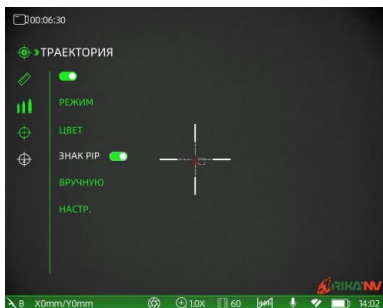 00:06:30
»ТРАЕКТОРИЯ
РЕЖИМ
ЦВЕТ
ЗНАК PIP
ВРУЧНУЮ
НАСТР.
RIKANV
B X0mm/Y0mm 1.0X 60 14:02